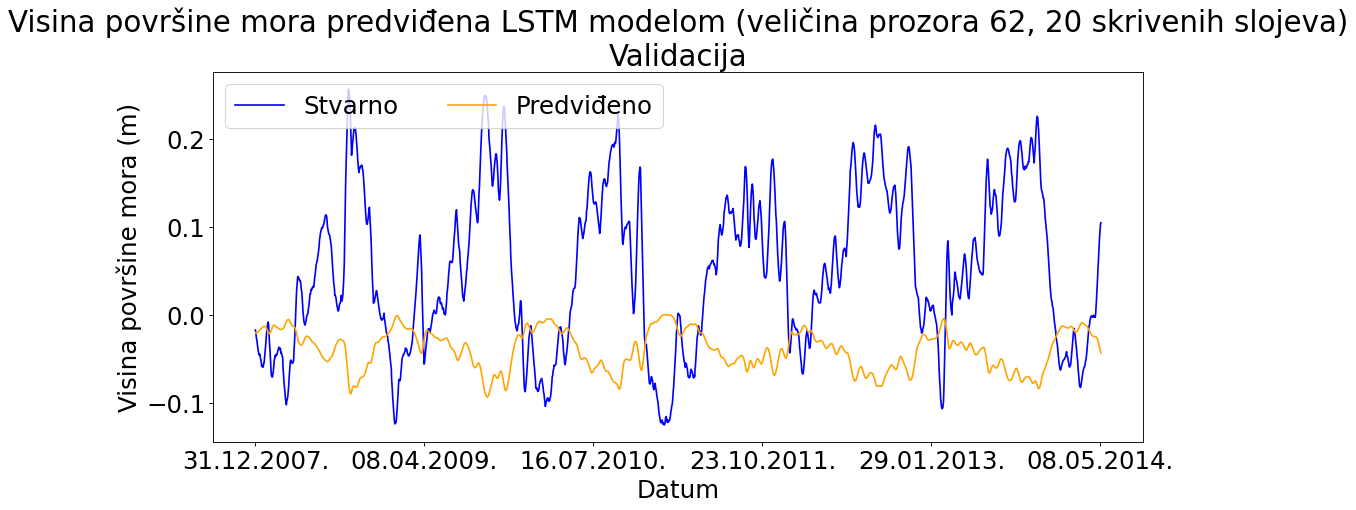 Visina površine mora predviđena LSTM modelom (veličina prozora 62, 20 skrivenih slojeva)
Validacija
Stvarno Predviđeno
Visina površine mora (m)
0.2
0.1
0.0
−0.1
31.12.2007. 08.04.2009. 16.07.2010. 23.10.2011. 29.01.2013. 08.05.2014.
Datum